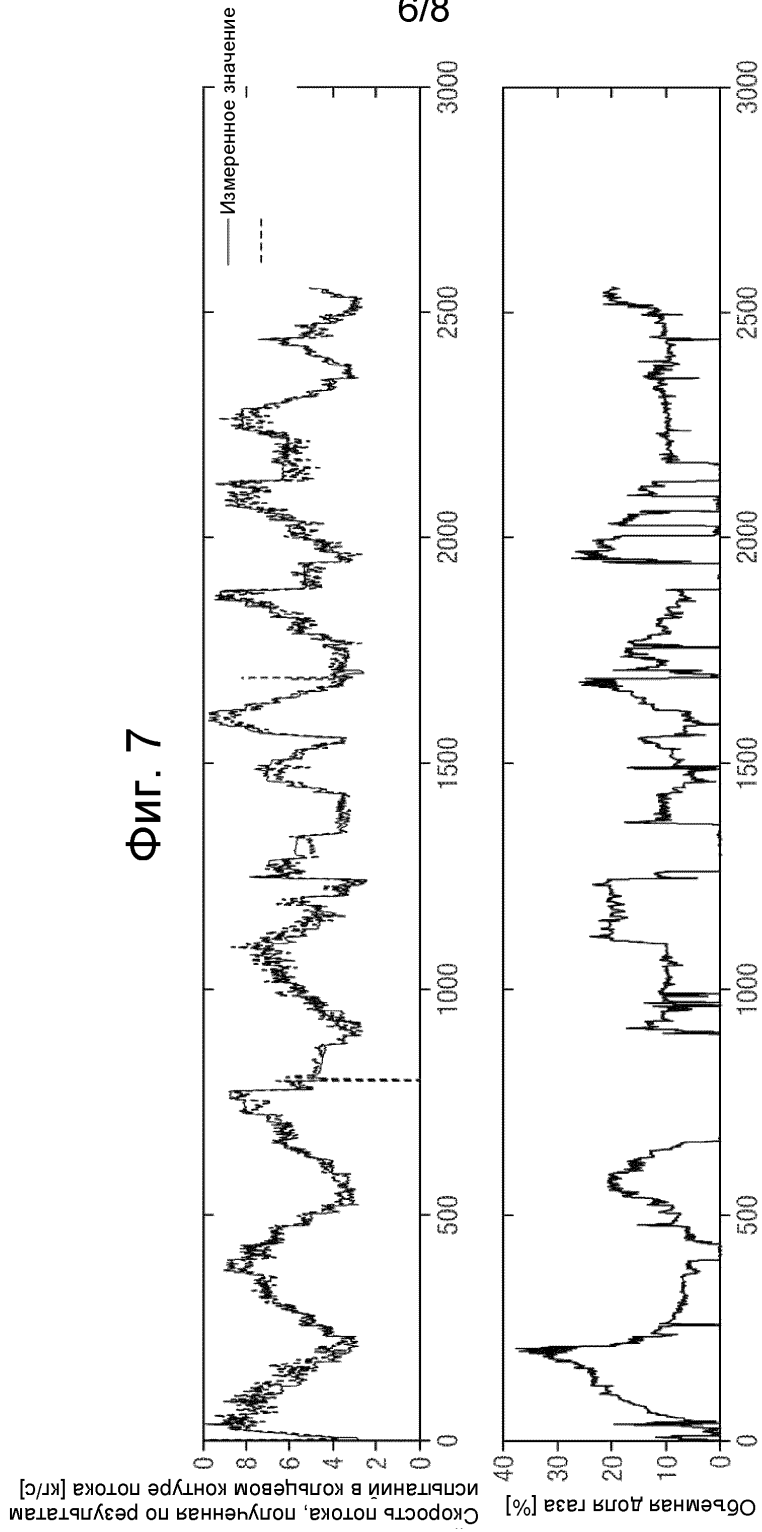 6/8
Фиг. 7
Измеренное значение
Скорость потока, полученная по результатам
испытаний в кольцевом контуре потока [кг/с]
0
8
6
4
2
0
0 500 1000 1500 2000 2500 3000
Объемная доля газа [%]
40
30
20
10
0
0 500 1000 1500 2000 2500 3000